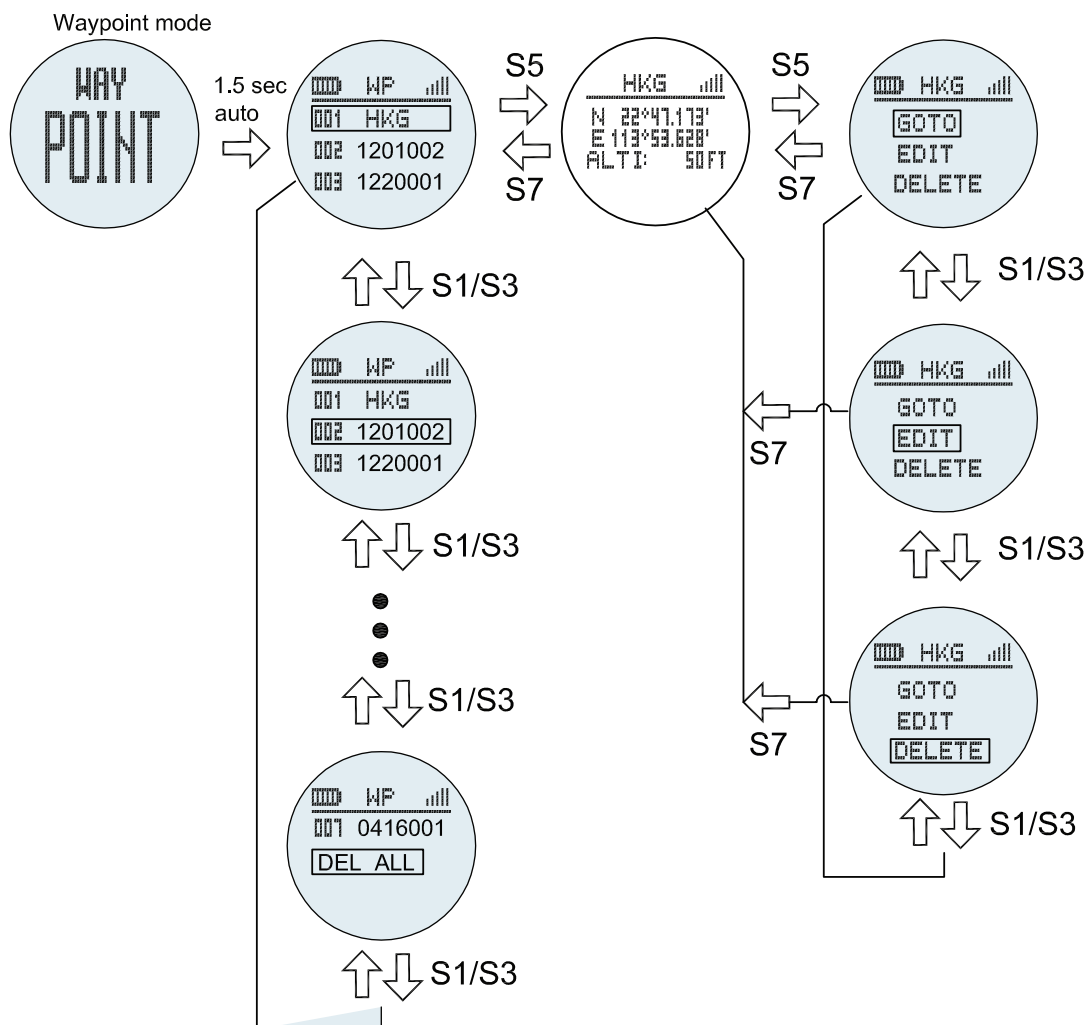 Waypoint mode
WAY
POINT
1.5 sec
auto
WP
001 HKG
002 1201002
003 1220001
S5
S7
HKG
N 22°47.173'
E 113°53.628'
ALTI: 50FT
S5
S7
HKG
GOTO
EDIT
DELETE
S1/S3
S1/S3
WP
001 HKG
002 1201002
003 1220001
S7
HKG
GOTO
EDIT
DELETE
S1/S3
S1/S3
S1/S3
S7
HKG
GOTO
EDIT
DELETE
S1/S3
WP
007 0416001
DEL ALL
S1/S3